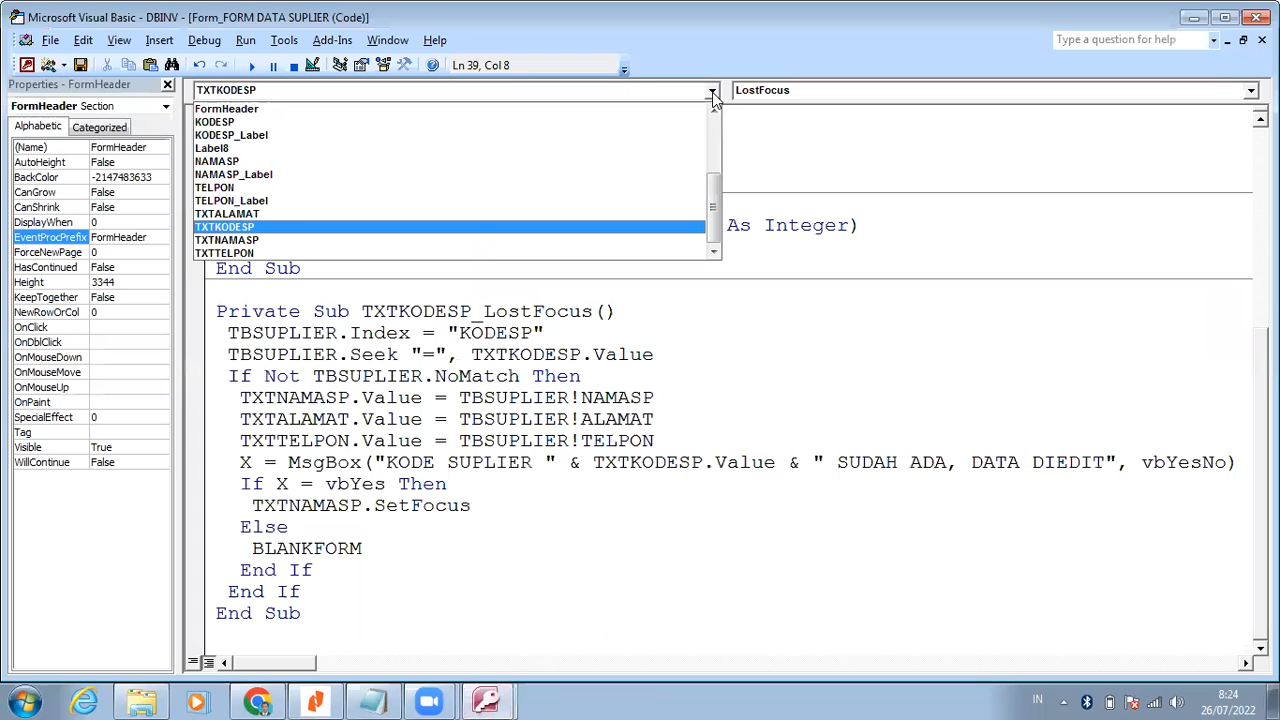 Microsoft Visual Basic - DBINV - [Form_FORM DATA SUPLIER (Code)]
File Edit View Insert Debug Run Tools Add-Ins Window Help
Type a question for help
Ln 39, Col 8
Properties - FormHeader
FormHeader Section
Alphabetic Categorized
(Name) FormHeader
AutoHeight False
BackColor -2147483633
CanGrow False
CanShrink False
DisplayWhen 0
EventProcPrefix FormHeader
ForceNewPage 0
HasContinued False
Height 3344
KeepTogether False
NewRowOrCol 0
OnClick
OnDblClick
OnMouseDown
OnMouseMove
OnMouseUp
OnPaint
SpecialEffect 0
Tag
Visible True
WillContinue False
TXTKODESP
LostFocus
FormHeader
KODESP
KODESP_Label
Label8
NAMASP
NAMASP_Label
TELPON
TELPON_Label
TXTALAMAT
TXTKODESP
TXTNAMASP
TXTTELPON
As Integer)
End Sub
Private Sub TXTKODESP_LostFocus()
TBSUPLIER.Index = "KODESP"
TBSUPLIER.Seek "=", TXTKODESP.Value
If Not TBSUPLIER.NoMatch Then
TXTNAMASP.Value = TBSUPLIER!NAMASP
TXTALAMAT.Value = TBSUPLIER!ALAMAT
TXTTELPON.Value = TBSUPLIER!TELPON
X = MsgBox("KODE SUPLIER " & TXTKODESP.Value & " SUDAH ADA, DATA DIEDIT", vbYesNo)
If X = vbYes Then
TXTNAMASP.SetFocus
Else
BLANKFORM
End If
End If
End Sub
IN
8:24
26/07/2022